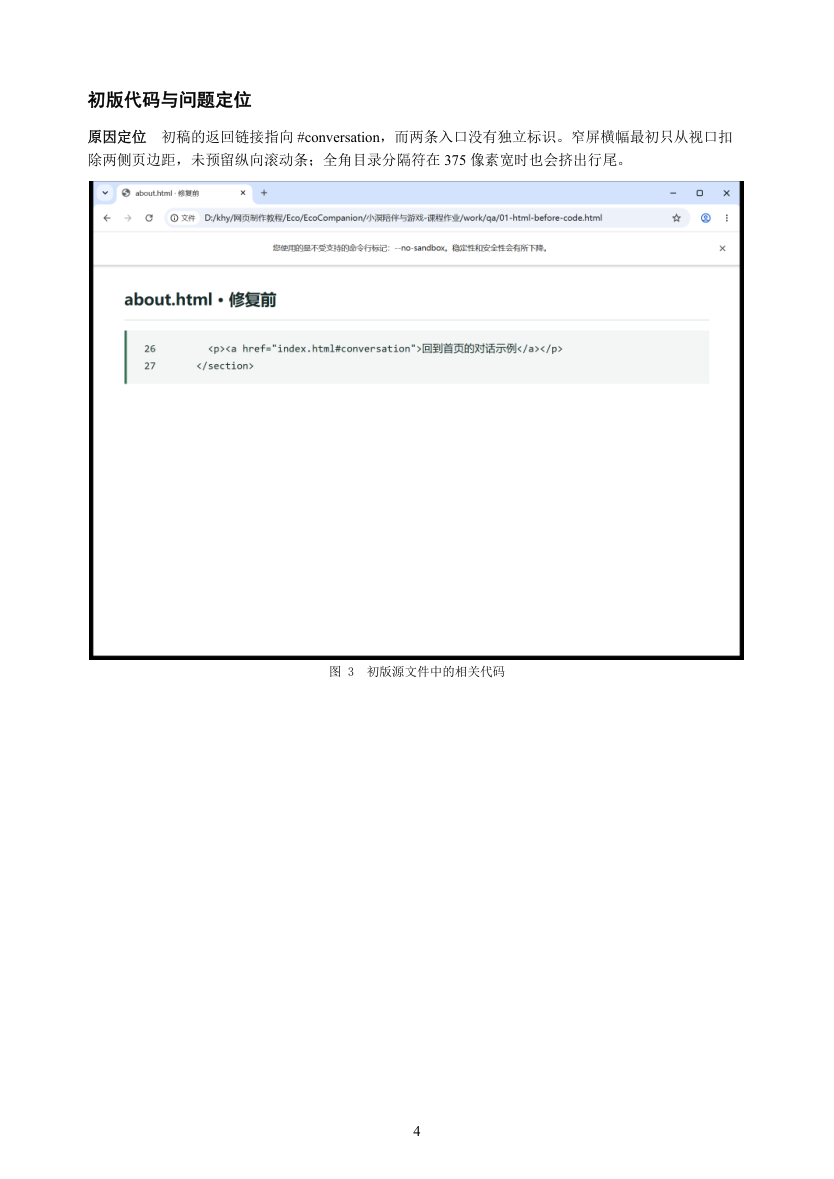 初版代码与问题定位
原因定位 初稿的返回链接指向 #conversation，而两条入口没有独立标识。窄屏横幅最初只从视口扣
除两侧页边距，未预留纵向滚动条；全角目录分隔符在 375 像素宽时也会挤出行尾。
about.html · 修复前
文件 D:/khy/网页制作教程/Eco/EcoCompanion/小漠陪伴与游戏-课程作业/work/qa/01-html-before-code.html
您使用的是不受支持的命令行标记：--no-sandbox。稳定性和安全性会有所下降。
about.html · 修复前
26 <p><a href="index.html#conversation">回到首页的对话示例</a></p>
27 </section>
图 3 初版源文件中的相关代码
4